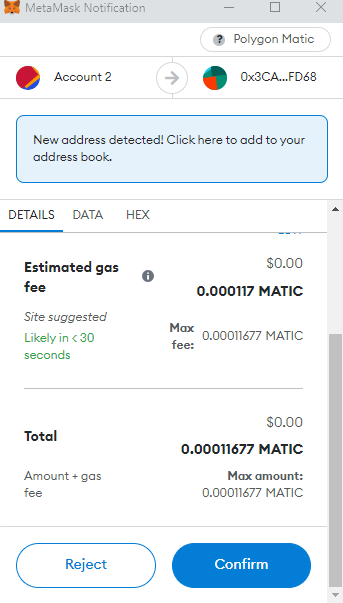 MetaMask Notification
Polygon Matic
Account 2
0x3CA...FD68
New address detected! Click here to add to your
address book.
DETAILS DATA HEX
Estimated gas
fee
$0.00
0.000117 MATIC
Site suggested
Likely in < 30
seconds
Max
fee:
0.00011677 MATIC
Total
$0.00
0.00011677 MATIC
Amount + gas
fee
Max amount:
0.00011677 MATIC
Reject
Confirm